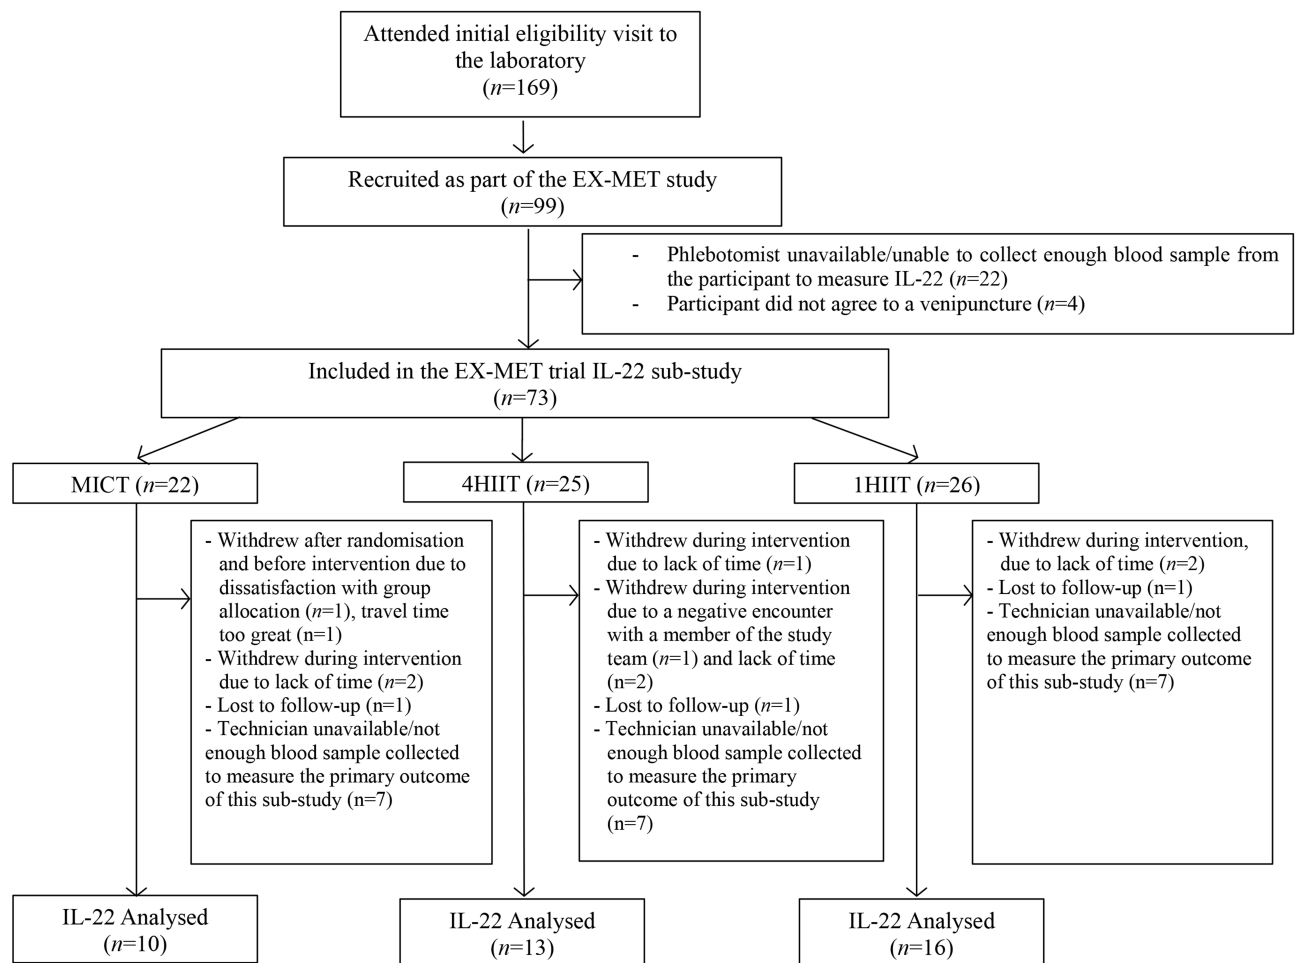 Attended initial eligibility visit to
the laboratory
(n=169)
Recruited as part of the EX-MET study
(n=99)
- Phlebotomist unavailable/unable to collect enough blood sample from
the participant to measure IL-22 (n=22)
- Participant did not agree to a venipuncture (n=4)
Included in the EX-MET trial IL-22 sub-study
(n=73)
MICT (n=22)
4HIIT (n=25)
1HIIT (n=26)
- Withdrew after randomisation
and before intervention due to
dissatisfaction with group
allocation (n=1), travel time
too great (n=1)
- Withdrew during intervention
due to lack of time (n=2)
- Lost to follow-up (n=1)
- Technician unavailable/not
enough blood sample collected
to measure the primary outcome
of this sub-study (n=7)
- Withdrew during intervention
due to lack of time (n=1)
- Withdrew during intervention
due to a negative encounter
with a member of the study
team (n=1) and lack of time
(n=2)
- Lost to follow-up (n=1)
- Technician unavailable/not
enough blood sample collected
to measure the primary
outcome of this sub-study
(n=7)
- Withdrew during intervention,
due to lack of time (n=2)
- Lost to follow-up (n=1)
- Technician unavailable/not
enough blood sample collected
to measure the primary outcome
of this sub-study (n=7)
IL-22 Analysed
(n=10)
IL-22 Analysed
(n=13)
IL-22 Analysed
(n=16)